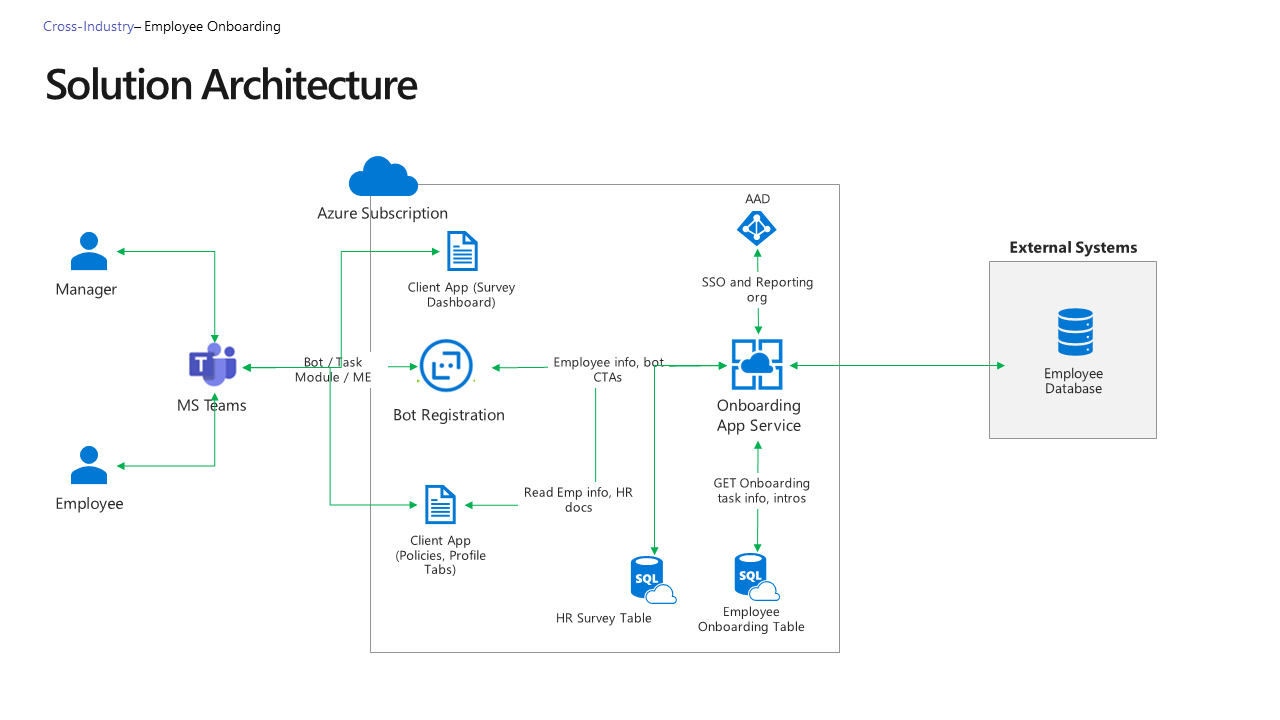 Cross-Industry– Employee Onboarding
Solution Architecture
Azure Subscription
AAD
Manager
Client App (Survey
Dashboard)
SSO and Reporting
org
External Systems
T
MS Teams
Bot / Task
Module / ME
Bot Registration
Employee info, bot
CTAs
Onboarding
App Service
Employee
Database
Employee
Client App
(Policies, Profile
Tabs)
Read Emp info, HR
docs
GET Onboarding
task info, intros
SQL
HR Survey Table
SQL
Employee
Onboarding Table